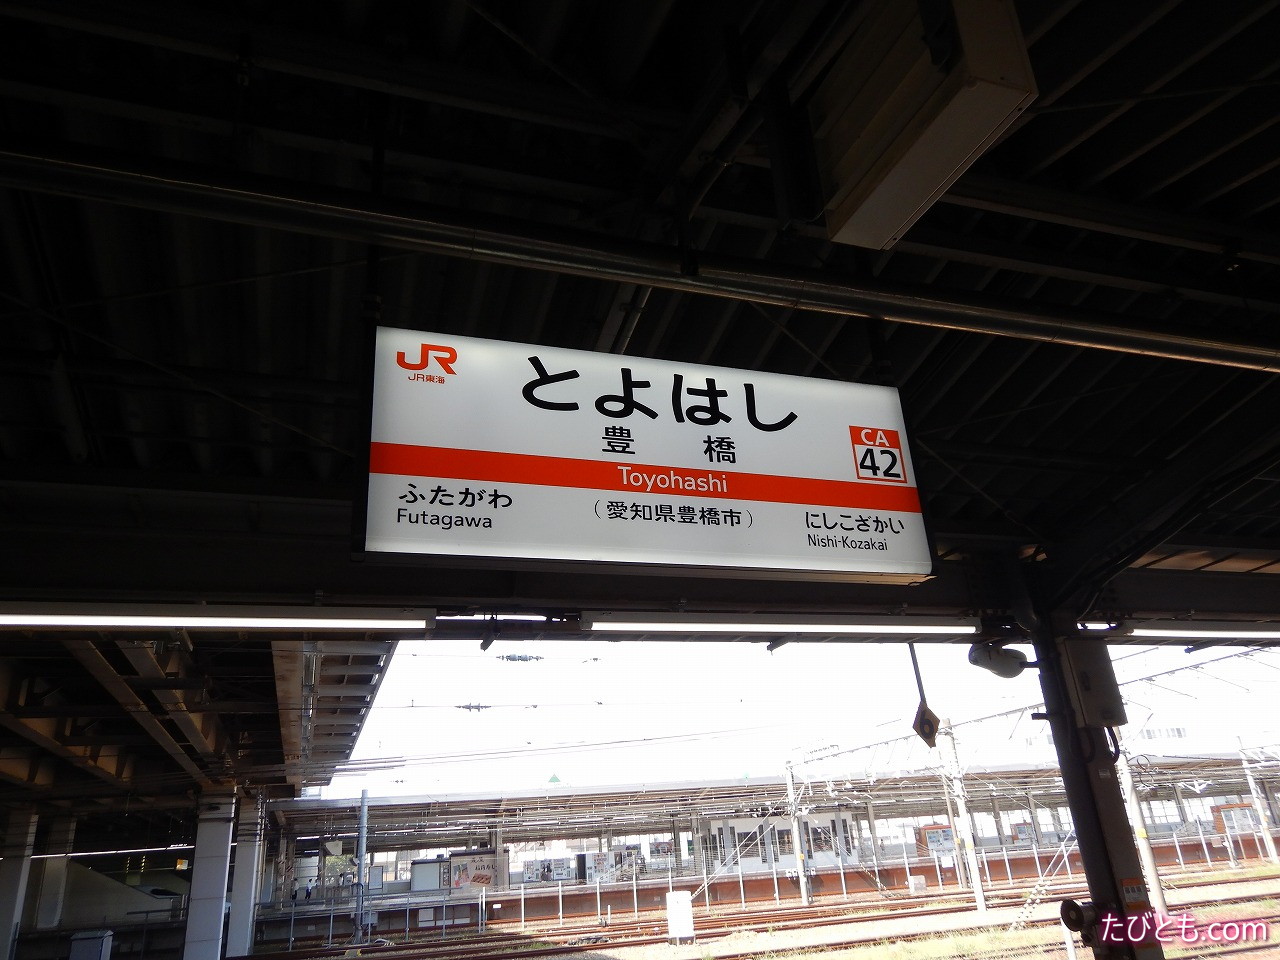 JR
JR東海
とよはし
豊橋
CA
42
Toyohashi
ふたがわ
Futagawa
(愛知県豊橋市)
にしこざかい
Nishi-Kozakai
6
たびとも.com